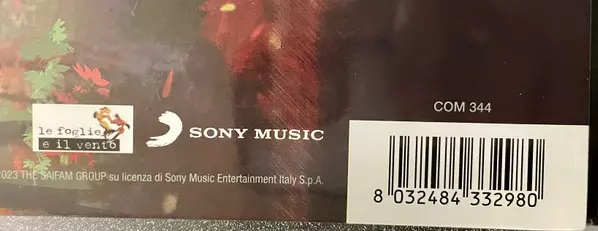 COM 344
le foglie
e il vento
SONY MUSIC
2023 THE SAIFAM GROUP su licenza di Sony Music Entertainment Italy S.p.A.
8 032484 332980